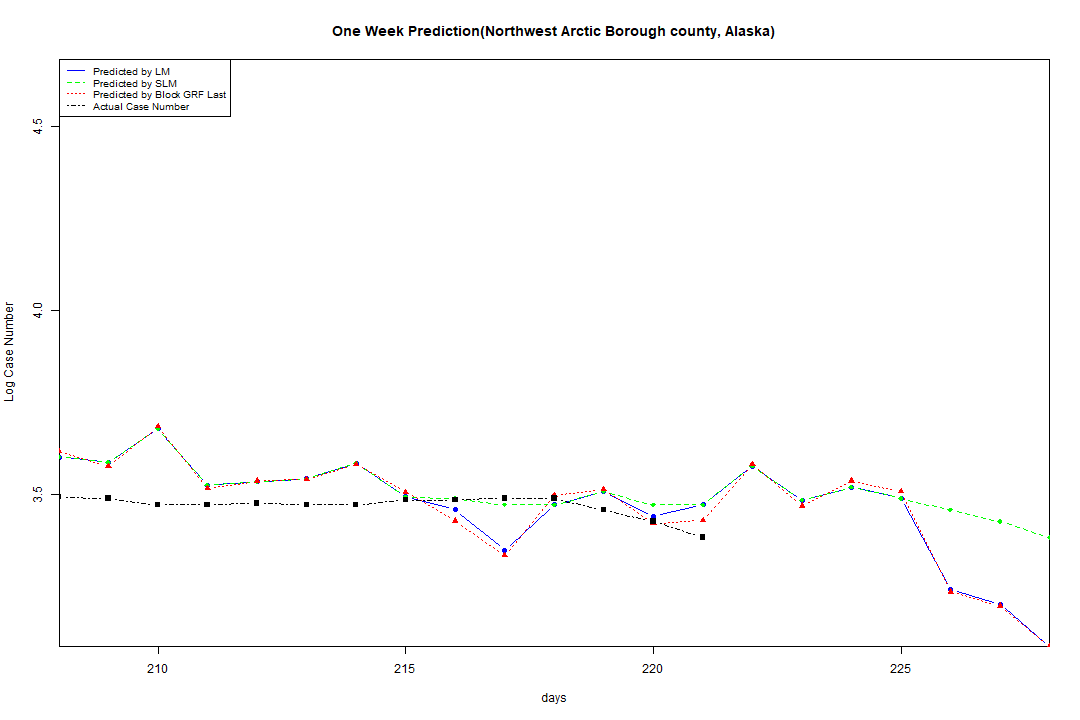 One Week Prediction(Northwest Arctic Borough county, Alaska)
Predicted by LM
Predicted by SLM
Predicted by Block GRF Last
Actual Case Number
4.5
4.0
3.5
Log Case Number
210 215 220 225
days